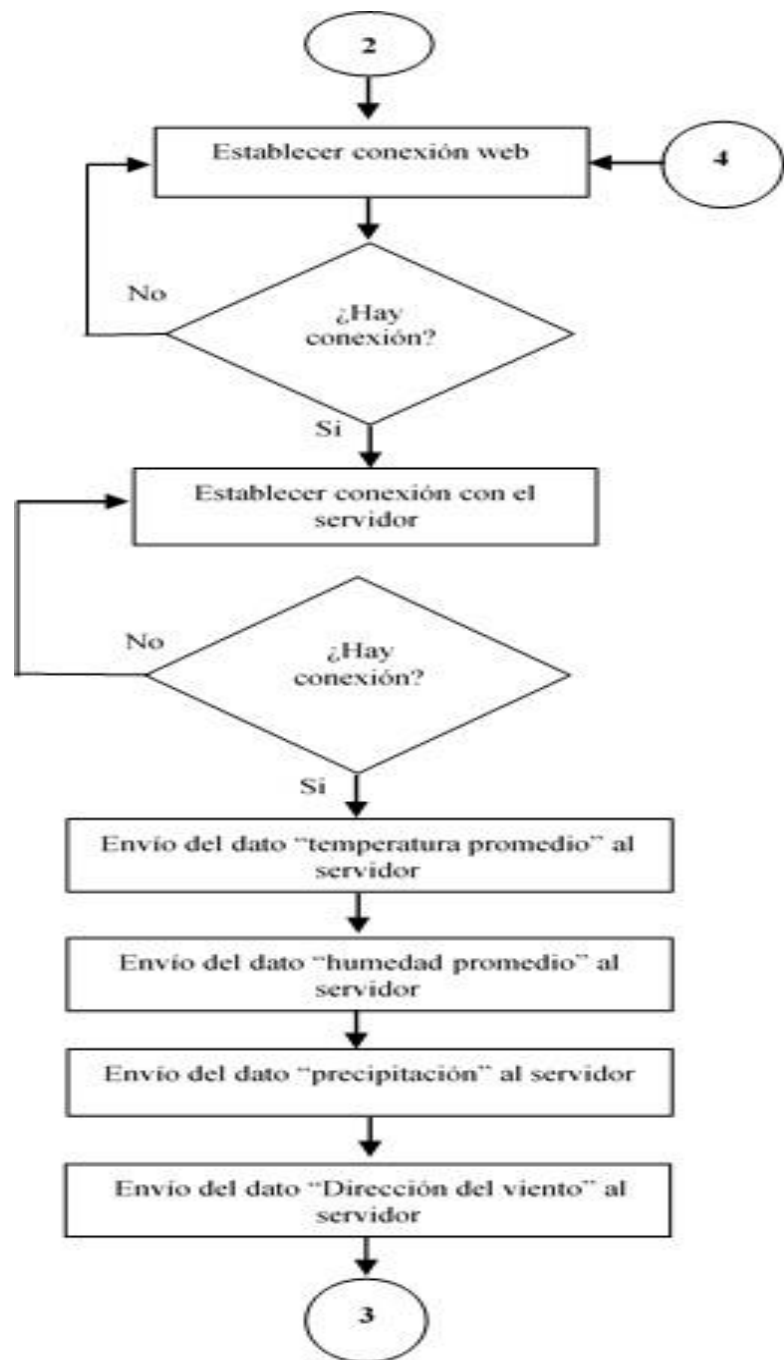 2
Establecer conexión web
4
No
¿Hay
conexión?
Si
Establecer conexión con el
servidor
No
¿Hay
conexión?
Si
Envío del dato “temperatura promedio” al
servidor
Envío del dato “humedad promedio” al
servidor
Envío del dato “precipitación” al servidor
Envío del dato “Dirección del viento” al
servidor
3